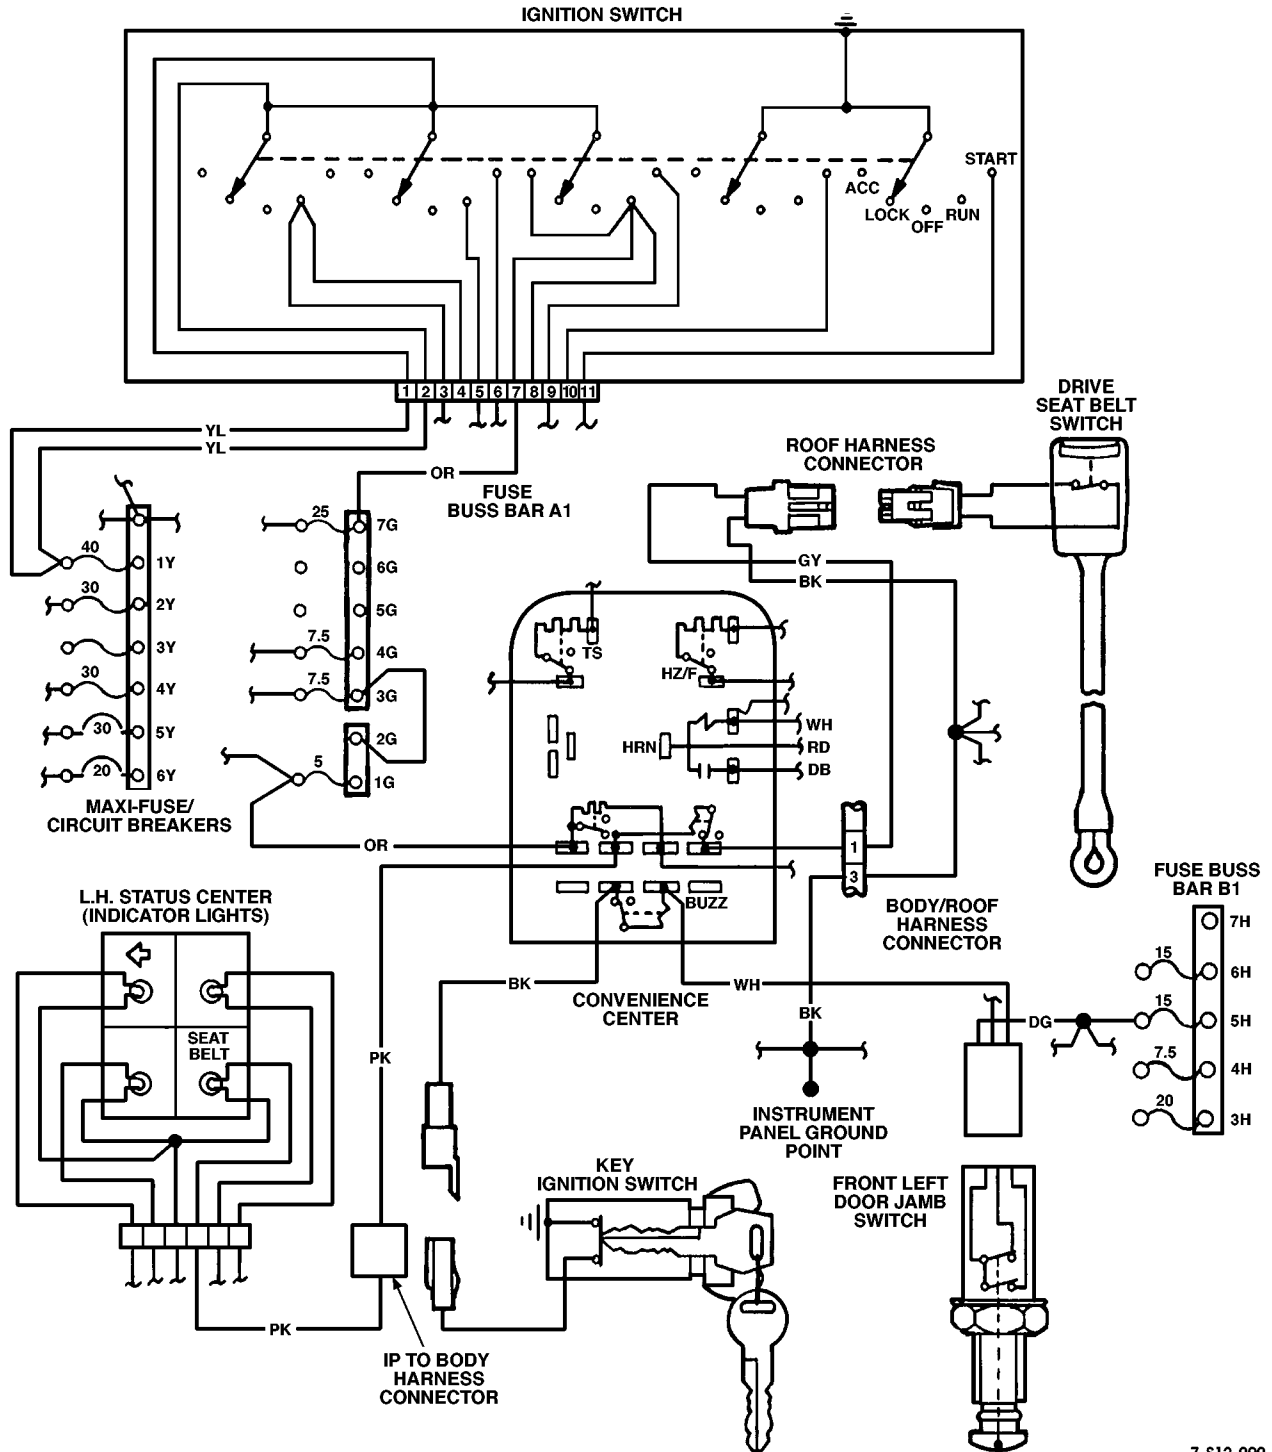 IGNITION SWITCH
START
ACC
LOCK
OFF
RUN
1 2 3 4 5 6 7 8 9 10 11
YL
YL
OR
FUSE
BUSS BAR A1
DRIVE
SEAT BELT
SWITCH
ROOF HARNESS
CONNECTOR
GY
BK
40
1Y
30
2Y
3Y
30
4Y
30
5Y
20
6Y
MAXI-FUSE/
CIRCUIT BREAKERS
25
7G
6G
5G
7.5
4G
7.5
3G
2G
5
1G
OR
TS
HZ/F
HRN
WH
RD
DB
BUZZ
1
3
BODY/ROOF
HARNESS
CONNECTOR
FUSE BUSS
BAR B1
7H
15
6H
15
5H
7.5
4H
20
3H
L.H. STATUS CENTER
(INDICATOR LIGHTS)
SEAT
BELT
BK
CONVENIENCE
CENTER
WH
BK
DG
PK
INSTRUMENT
PANEL GROUND
POINT
KEY
IGNITION SWITCH
FRONT LEFT
DOOR JAMB
SWITCH
PK
IP TO BODY
HARNESS
CONNECTOR